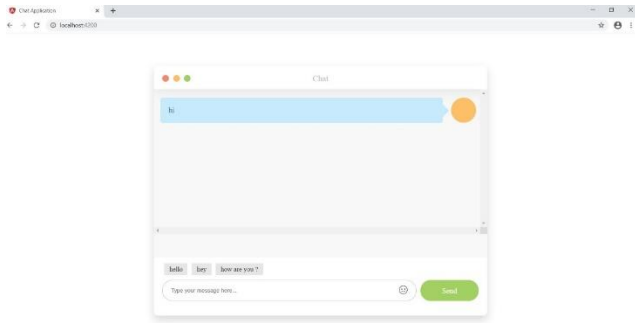 Chat Application
localhost:4200
Chat
hi
hello hey how are you ?
Type your message here...
Send